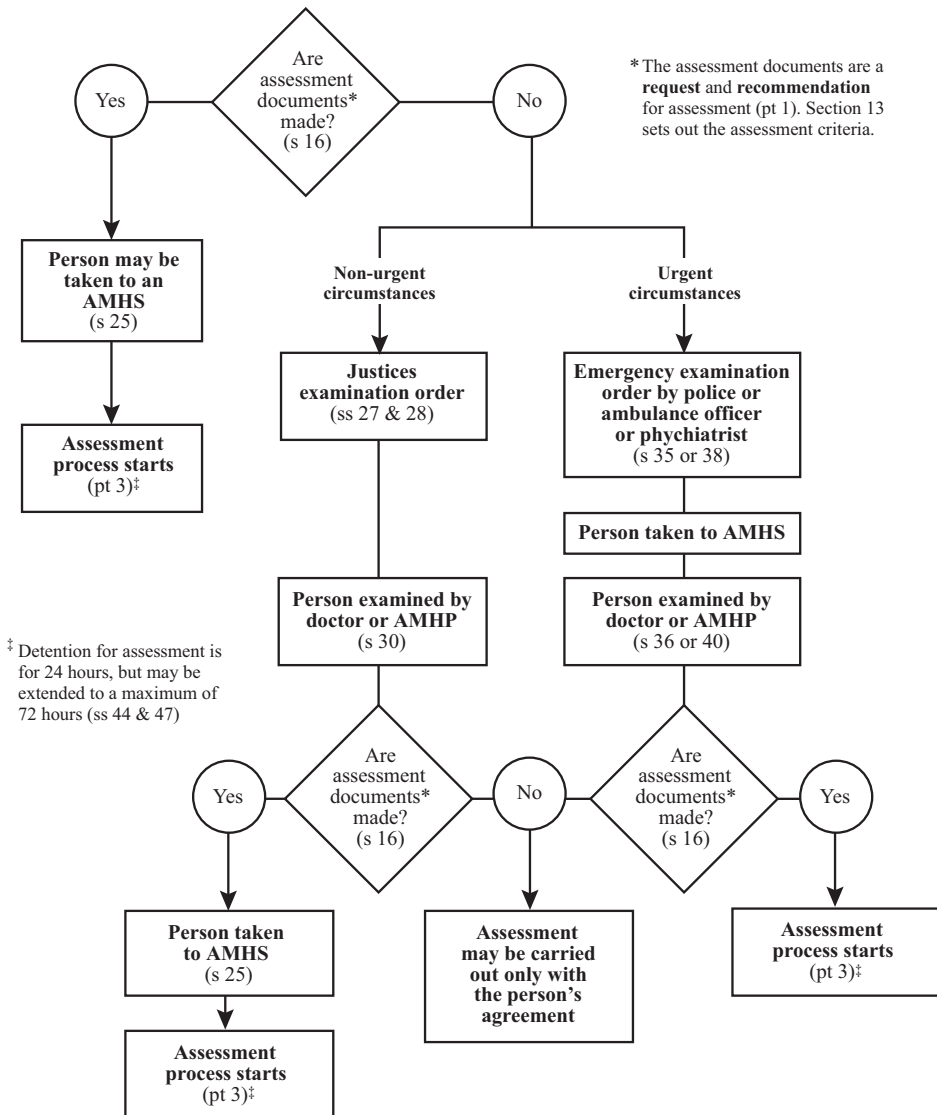 Are
assessment
documents*
made?
(s 16)
Yes
No
* The assessment documents are a
request and recommendation
for assessment (pt 1). Section 13
sets out the assessment criteria.
Person may be
taken to an
AMHS
(s 25)
Assessment
process starts
(pt 3)‡
Non-urgent
circumstances
Urgent
circumstances
Justices
examination order
(ss 27 & 28)
Emergency examination
order by police or
ambulance officer
or phychiatrist
(s 35 or 38)
Person taken to AMHS
Person examined by
doctor or AMHP
(s 30)
Person examined by
doctor or AMHP
(s 36 or 40)
‡ Detention for assessment is
for 24 hours, but may be
extended to a maximum of
72 hours (ss 44 & 47)
Yes
Are
assessment
documents*
made?
(s 16)
No
Are
assessment
documents*
made?
(s 16)
Yes
Person taken
to AMHS
(s 25)
Assessment
may be carried
out only with
the person’s
agreement
Assessment
process starts
(pt 3)‡
Assessment
process starts
(pt 3)‡